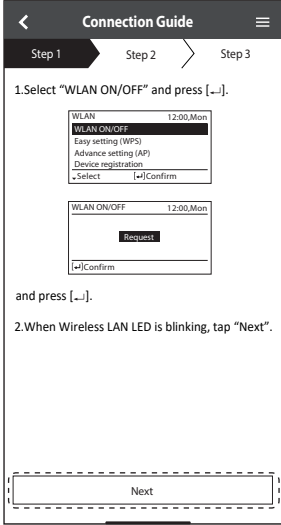 Connection Guide
Step 1
Step 2
Step 3
1.Select “WLAN ON/OFF” and press [↵].
WLAN 12:00,Mon
WLAN ON/OFF
Easy setting (WPS)
Advance setting (AP)
Device registration
Select [↵]Confirm
WLAN ON/OFF 12:00,Mon
Request
[↵]Confirm
and press [↵].
2.When Wireless LAN LED is blinking, tap “Next”.
Next